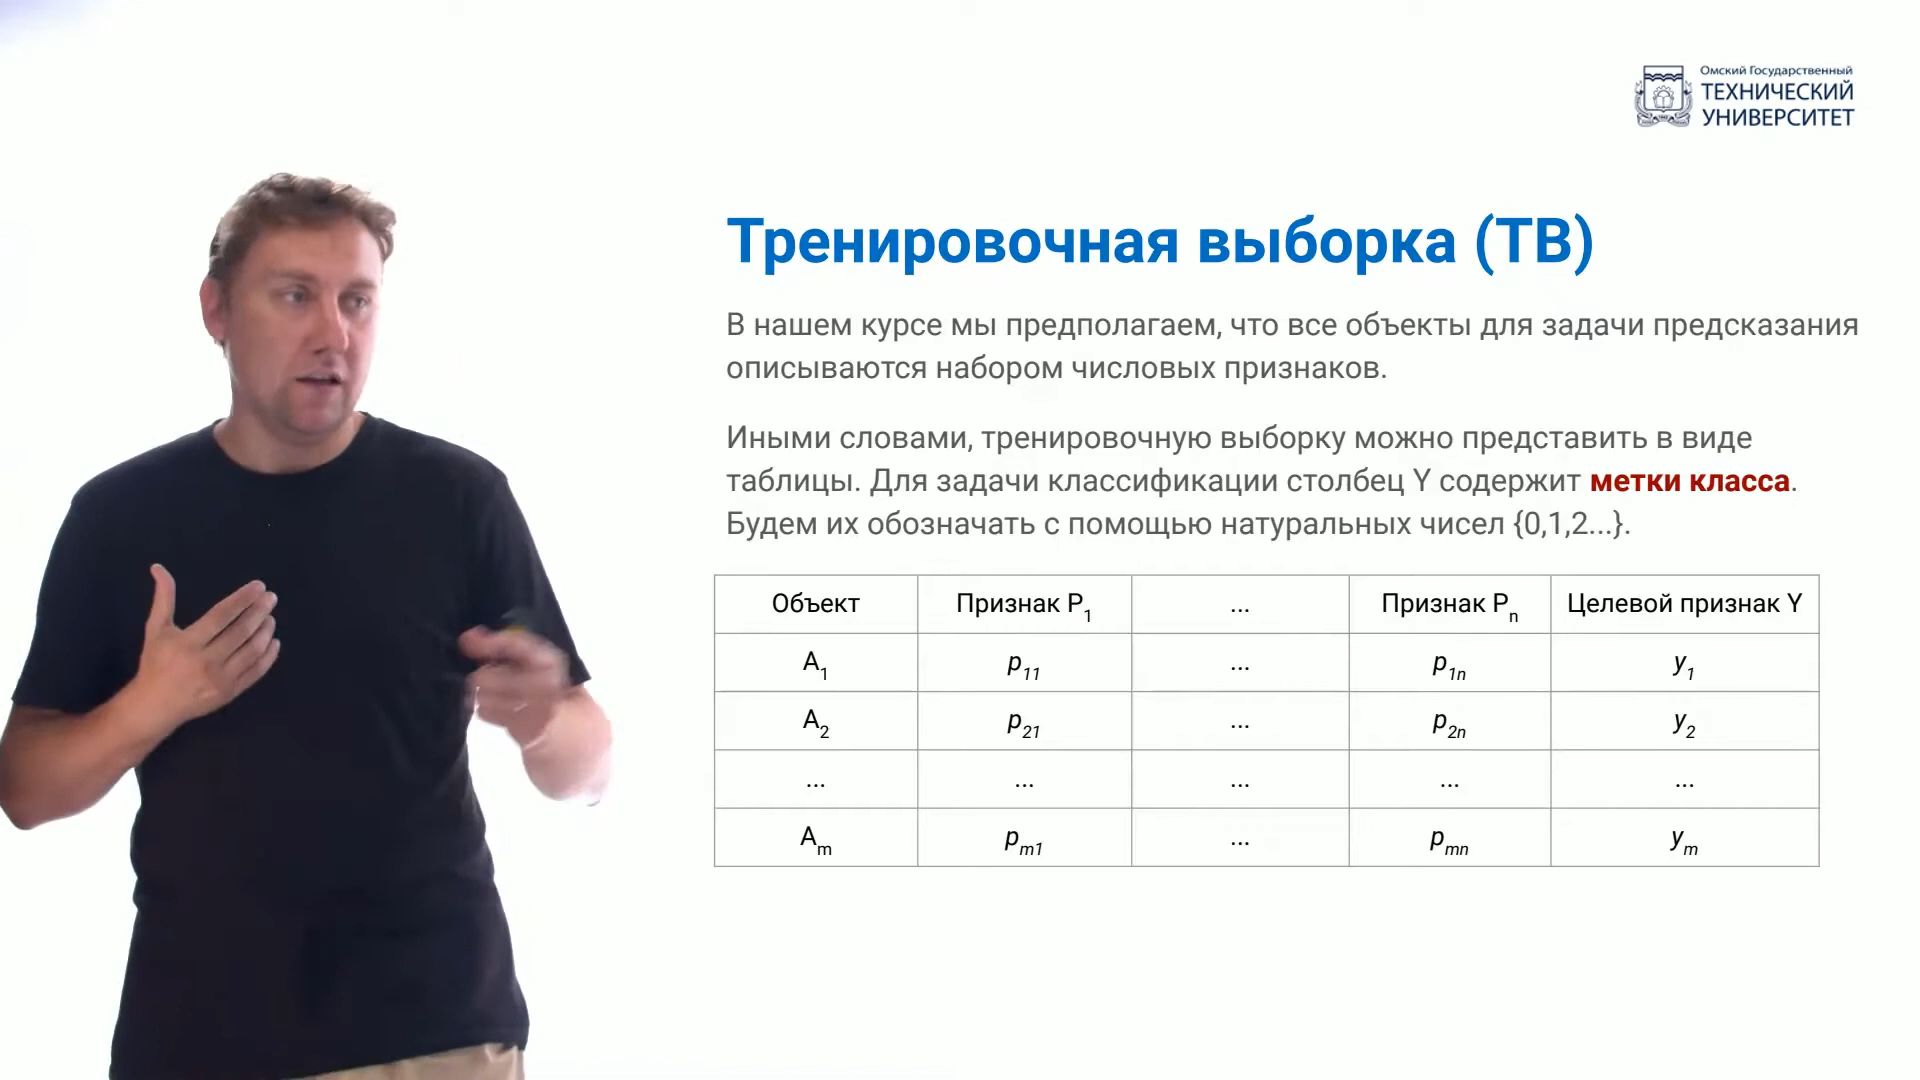 Омский Государственный
ТЕХНИЧЕСКИЙ
УНИВЕРСИТЕТ
Тренировочная выборка (ТВ)
В нашем курсе мы предполагаем, что все объекты для задачи предсказания
описываются набором числовых признаков.
Иными словами, тренировочную выборку можно представить в виде
таблицы. Для задачи классификации столбец Y содержит метки класса.
Будем их обозначать с помощью натуральных чисел {0,1,2...}.
Объект Признак P1 ... Признак Pn Целевой признак Y
A1 p11 ... p1n y1
A2 p21 ... p2n y2
... ... ... ... ...
Am pm1 ... pmn ym